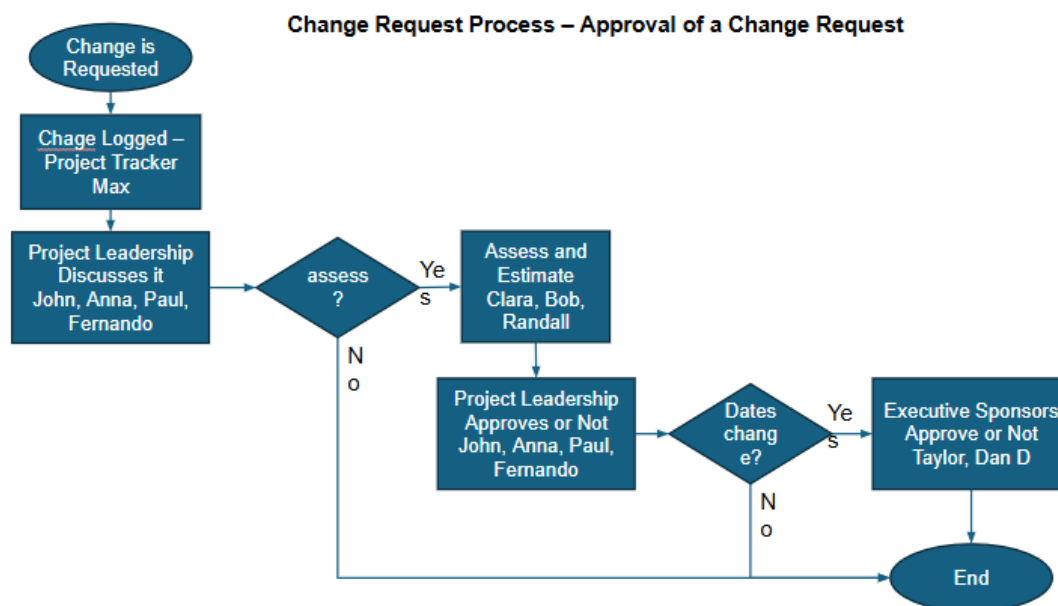 Change Request Process – Approval of a Change Request
Change is
Requested
Chage Logged –
Project Tracker
Max
Project Leadership
Discusses it
John, Anna, Paul,
Fernando
assess
?
Ye
s
N
o
Assess and
Estimate
Clara, Bob,
Randall
Project Leadership
Approves or Not
John, Anna, Paul,
Fernando
Dates
chang
e?
Ye
s
N
o
Executive Sponsors
Approve or Not
Taylor, Dan D
End